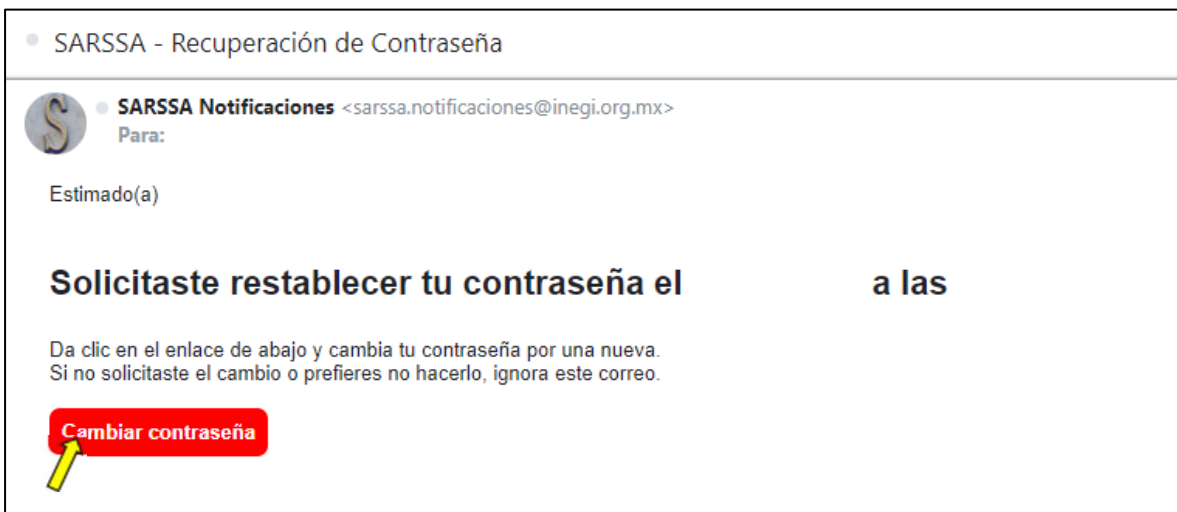 SARSSA - Recuperación de Contraseña
SARSSA Notificaciones <sarssa.notificaciones@inegi.org.mx>
Para:
Estimado(a)
Solicitaste restablecer tu contraseña el a las
Da clic en el enlace de abajo y cambia tu contraseña por una nueva.
Si no solicitaste el cambio o prefieres no hacerlo, ignora este correo.
Cambiar contraseña